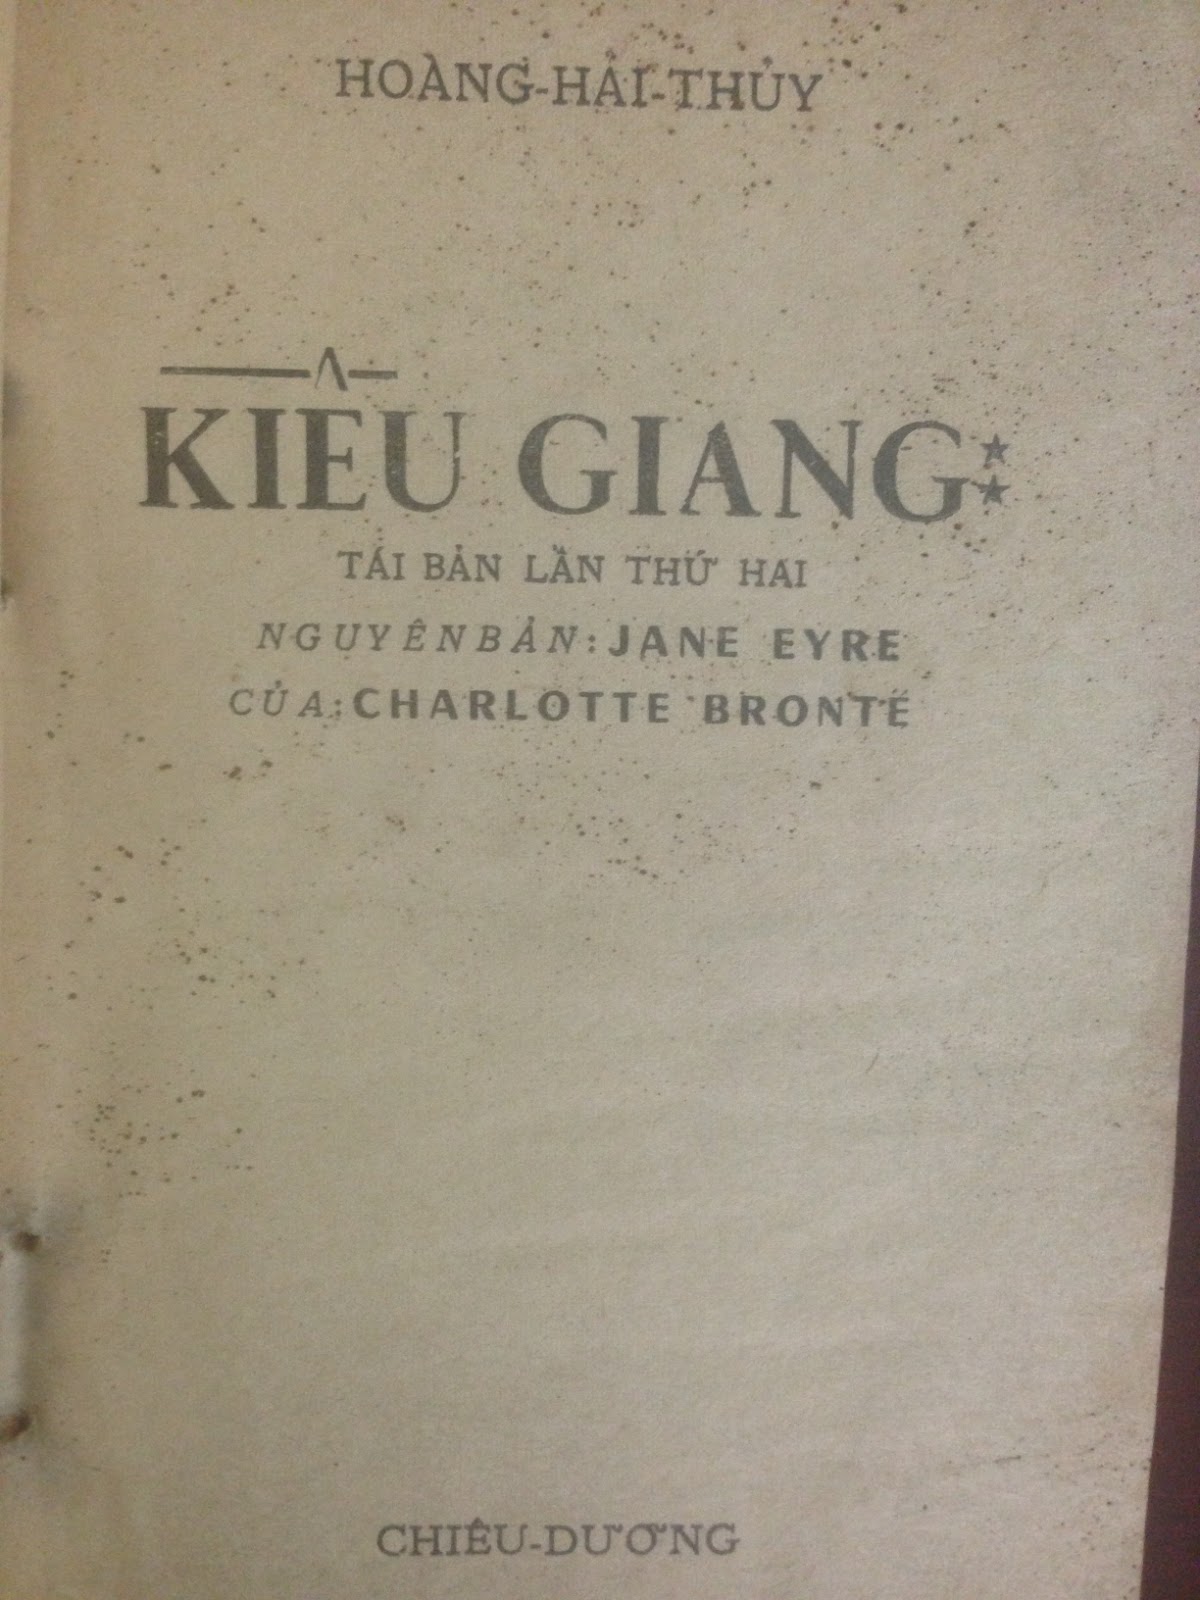 HOÀNG-HẢI-THỦY
KIỀU GIANG
TÁI BẢN LẦN THỨ HAI
NGUYÊN BẢN: JANE EYRE
CỦA: CHARLOTTE BRONTË
CHIÊU-DƯƠNG